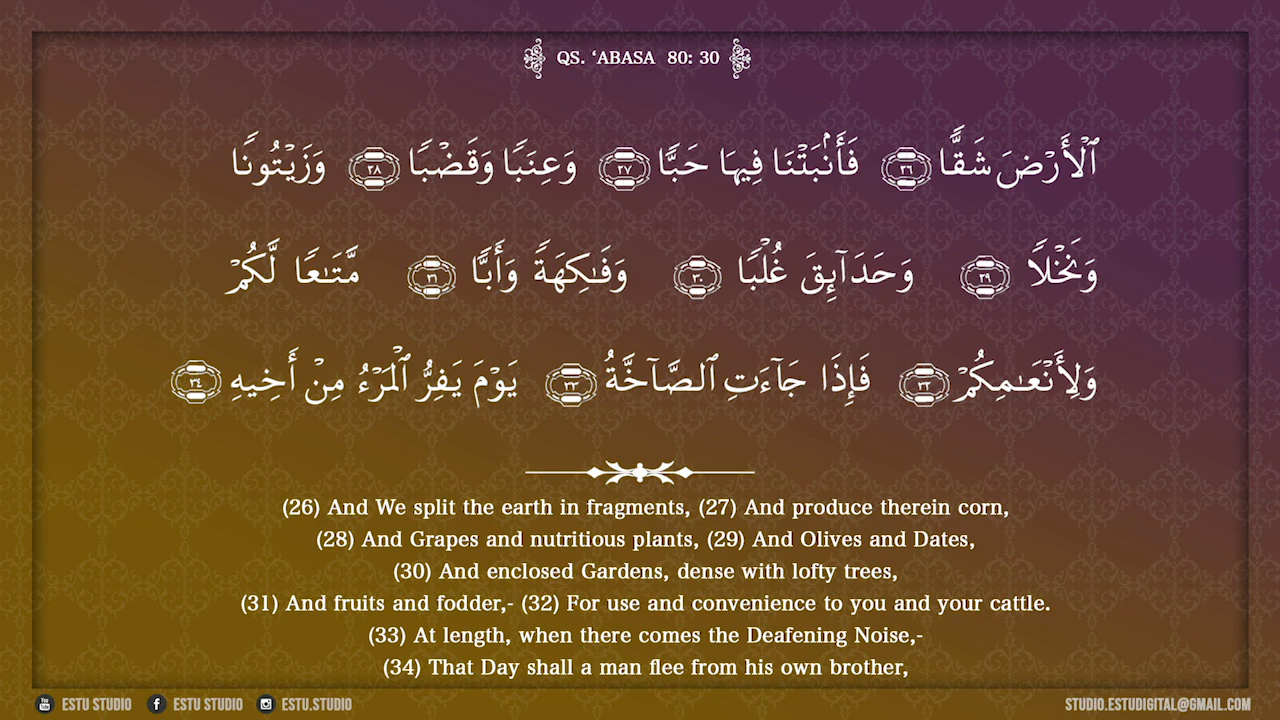 QS. ‘ABASA 80: 30
ٱلْأَرْضَ شَقًّا ٢٦ فَأَنۢبَتْنَا فِيهَا حَبًّا ٢٧ وَعِنَبًا وَقَضْبًا ٢٨ وَزَيْتُونًا
وَنَخْلًا ٢٩ وَحَدَآئِقَ غُلْبًا ٣٠ وَفَـٰكِهَةً وَأَبًّا ٣١ مَّتَـٰعًا لَّكُمْ
وَلِأَنْعَـٰمِكُمْ ٣٢ فَإِذَا جَآءَتِ ٱلصَّآخَّةُ ٣٣ يَوْمَ يَفِرُّ ٱلْمَرْءُ مِنْ أَخِيهِ ٣٤
(26) And We split the earth in fragments, (27) And produce therein corn,
(28) And Grapes and nutritious plants, (29) And Olives and Dates,
(30) And enclosed Gardens, dense with lofty trees,
(31) And fruits and fodder,- (32) For use and convenience to you and your cattle.
(33) At length, when there comes the Deafening Noise,-
(34) That Day shall a man flee from his own brother,
ESTU STUDIO ESTU STUDIO ESTU.STUDIO STUDIO.ESTUDIGITAL@GMAIL.COM